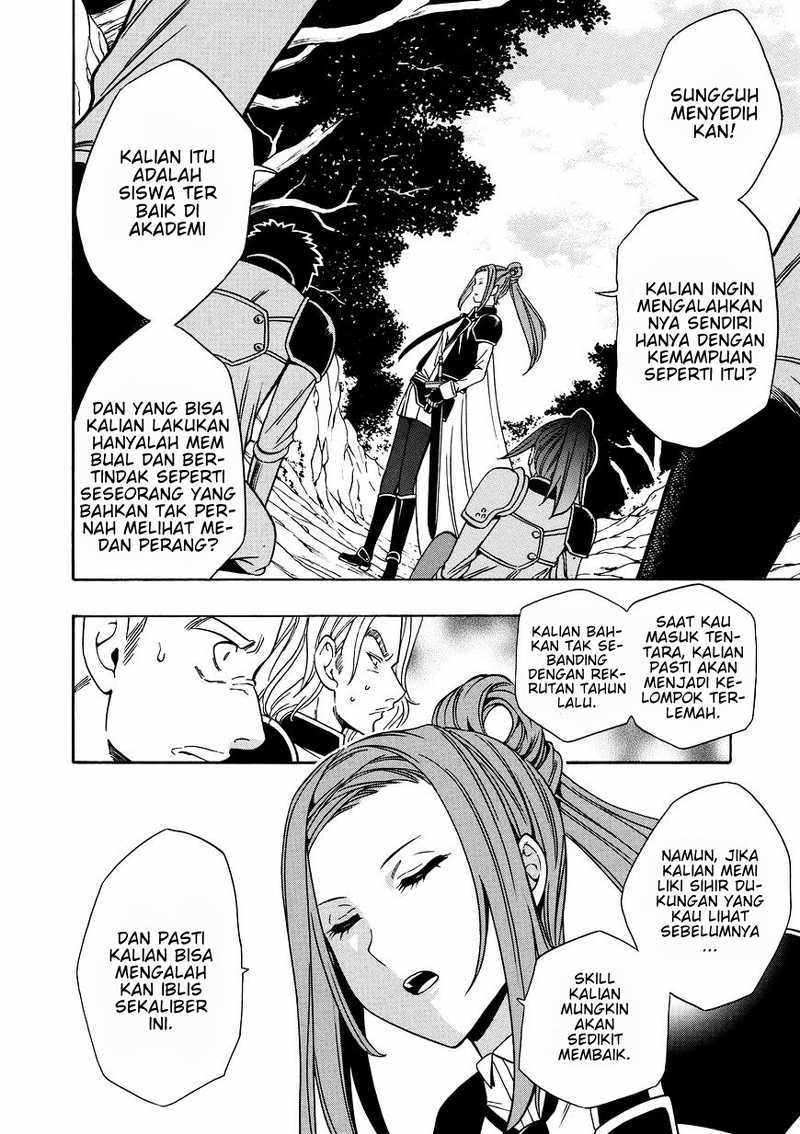 SUNGGUH
MENYEDIH
KAN!
KALIAN INGIN
MENGALAHKAN
NYA SENDIRI
HANYA DENGAN
KEMAMPUAN
SEPERTI ITU?
KALIAN ITU
ADALAH
SISWA TER
BAIK DI
AKADEMI
DAN YANG BISA
KALIAN LAKUKAN
HANYALAH MEM
BUAL DAN BER-
TINDAK SEPERTI
SESEORANG YANG
BAHKAN TAK PER-
NAH MELIHAT ME-
DAN PERANG?
SAAT KAU
MASUK TEN-
TARA, KALIAN
PASTI AKAN
MENJADI KE-
LOMPOK TER-
LEMAH.
KALIAN BAH-
KAN TAK SE-
BANDING
DENGAN REK-
RUTAN TAHUN
LALU.
NAMUN, JIKA
KALIAN MEMI
LIKI SIHIR DU-
KUNGAN YANG
KAU LIHAT
SEBELUMNYA
...
SKILL
KALIAN
MUNGKIN
AKAN
SEDIKIT
MEMBAIK.
DAN PASTI
KALIAN BISA
MENGALAH
KAN IBLIS
SEKALIBER
INI.